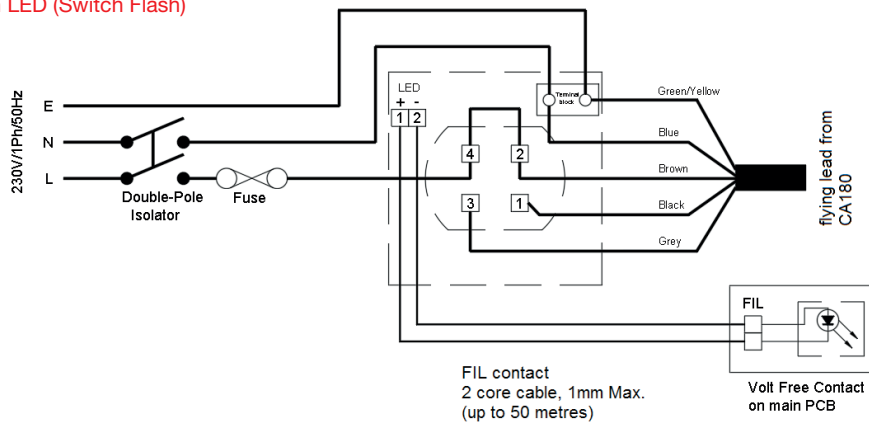 LED (Switch Flash)
230V/1Ph/50Hz
E
N
L
Double-Pole
Isolator
Fuse
LED
+ -
1 2
Terminal
block
4 2
3 1
Green/Yellow
Blue
Brown
Black
Grey
flying lead from
CA180
FIL
FIL contact
2 core cable, 1mm Max.
(up to 50 metres)
Volt Free Contact
on main PCB